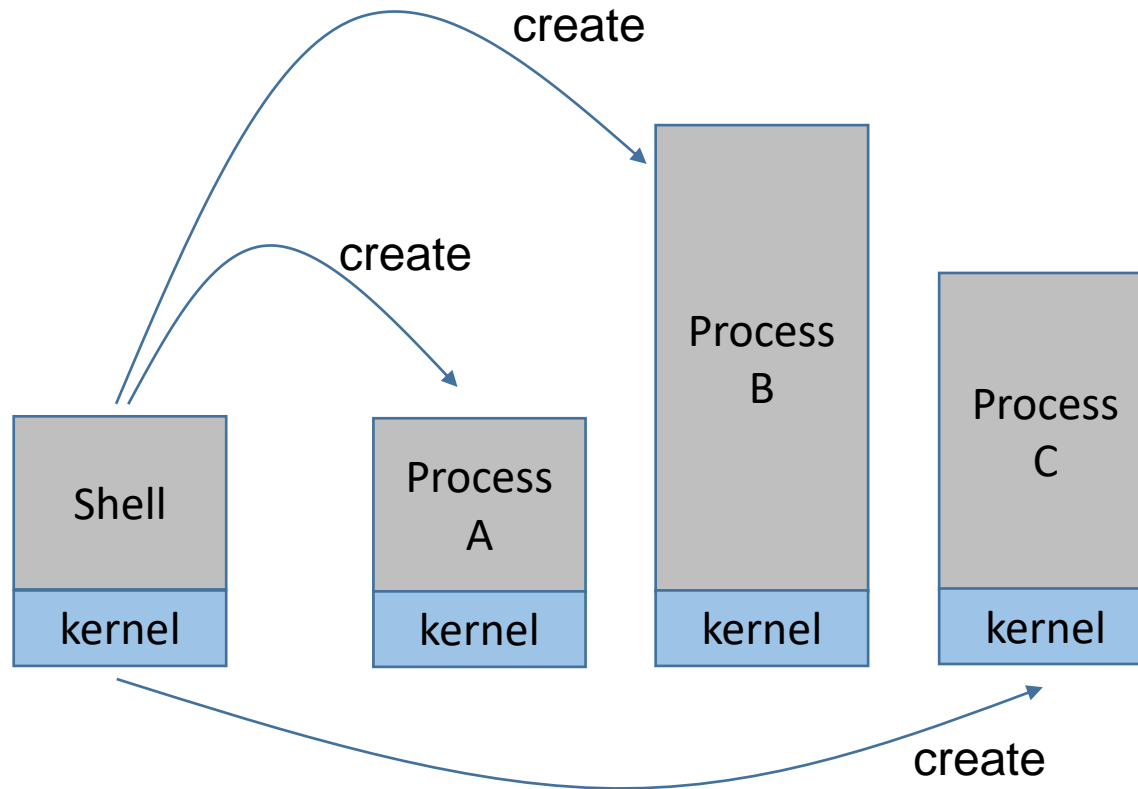 create
create
Process
B
Process
C
Shell
Process
A
kernel
kernel
kernel
kernel
create